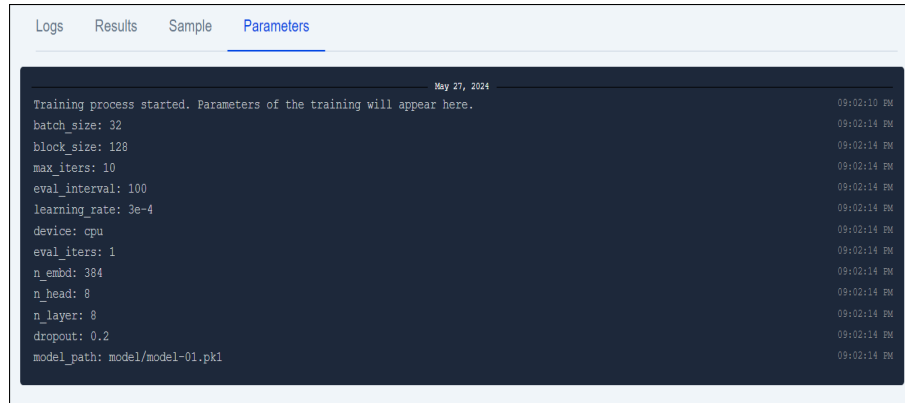 Logs Results Sample Parameters
May 27, 2024
Training process started. Parameters of the training will appear here. 09:02:10 PM
batch_size: 32 09:02:14 PM
block_size: 128 09:02:14 PM
max_iters: 10 09:02:14 PM
eval_interval: 100 09:02:14 PM
learning_rate: 3e-4 09:02:14 PM
device: cpu 09:02:14 PM
eval_iters: 1 09:02:14 PM
n_embd: 384 09:02:14 PM
n_head: 8 09:02:14 PM
n_layer: 8 09:02:14 PM
dropout: 0.2 09:02:14 PM
model_path: model/model-01.pkl 09:02:14 PM